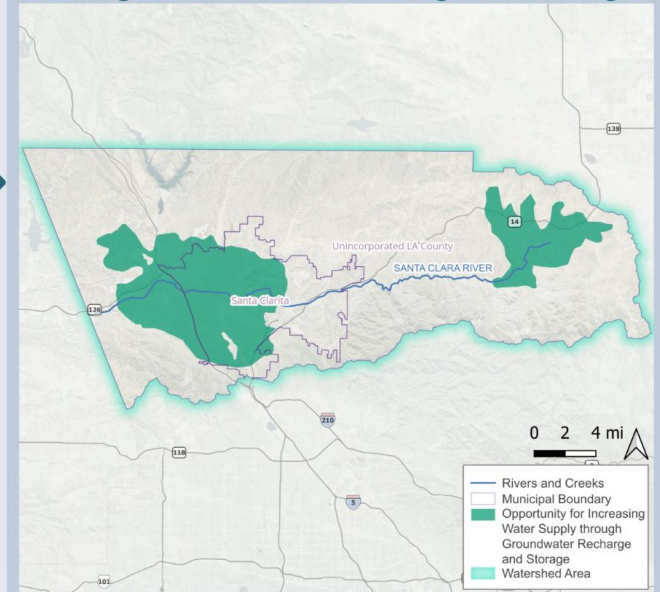 138
14
Unincorporated LA County
SANTA CLARA RIVER
Santa Clarita
126
210
0 2 4 mi
118
5
101
Rivers and Creeks
Municipal Boundary
Opportunity for Increasing
Water Supply through
Groundwater Recharge
and Storage
Watershed Area